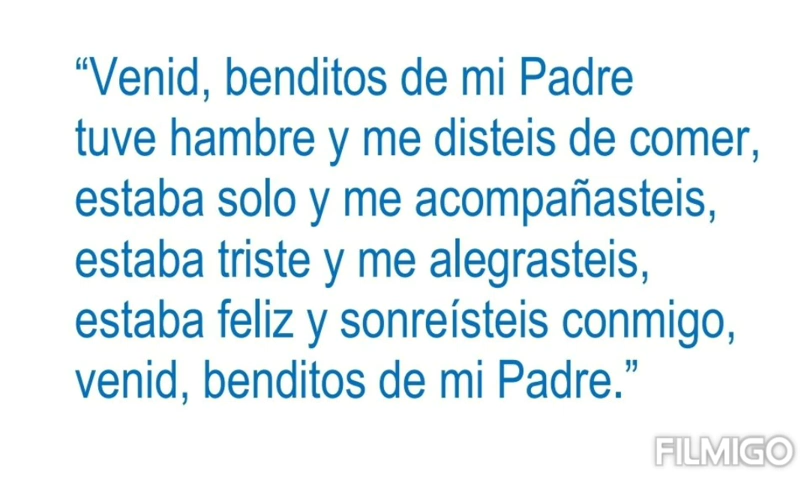 “Venid, benditos de mi Padre
tuve hambre y me disteis de comer,
estaba solo y me acompañasteis,
estaba triste y me alegrasteis,
estaba feliz y sonreísteis conmigo,
venid, benditos de mi Padre.”
FILMIGO